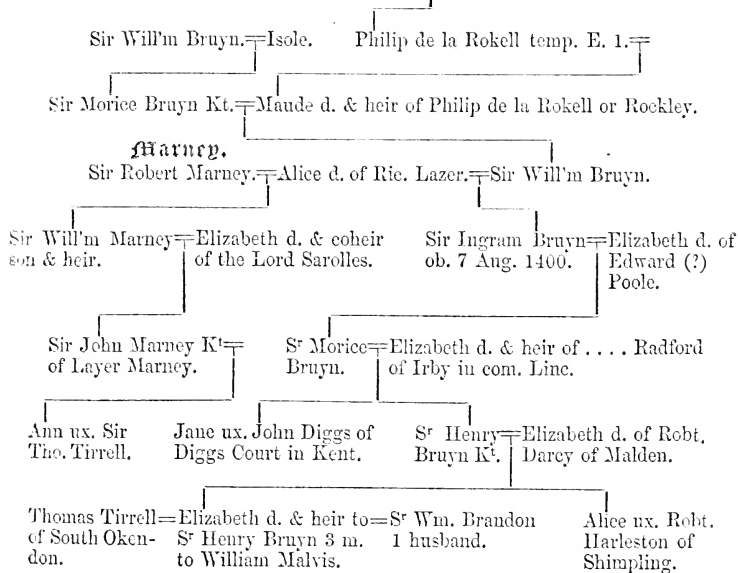 Sir Will'm Bruyn.=Isole. Philip de la Rokell temp. E. 1.=
Sir Morice Bruyn Kt.=Maude d. & heir of Philip de la Rokell or Rockley.
Marney.
Sir Robert Marney.=Alice d. of Ric. Lazer.=Sir Will'm Bruyn.
Sir Will'm Marney=Elizabeth d. & coheir Sir Ingram Bruyn=Elizabeth d. of
son & heir. of the Lord Sarolles. ob. 7 Aug. 1400. Edward (?)
Poole.
Sir John Marney Kt= Sr Morice=Elizabeth d. & heir of .... Radford
of Layer Marney. Bruyn. of Irby in com. Linc.
Ann ux. Sir Jane ux. John Diggs of Sr Henry=Elizabeth d. of Robt.
Tho. Tirrell. Diggs Court in Kent. Bruyn Kt. Darcy of Malden.
Thomas Tirrell=Elizabeth d. & heir to=Sr Wm. Brandon Alice ux. Robt.
of South Oken- Sr Henry Bruyn 3 m. 1 husband. Harleston of
don. to William Malvis. Shimpling.